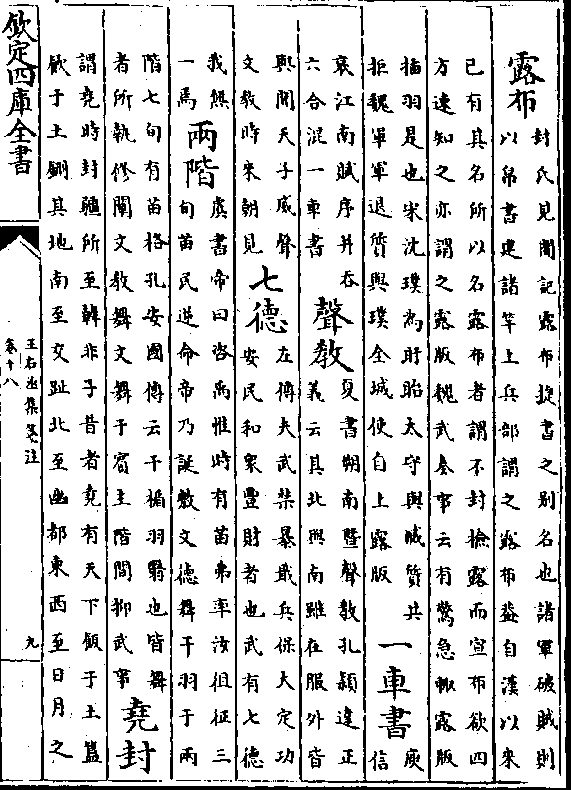 露布
封氏見聞記露布捷書之別名也諸軍破賊則
以帛書建諸竿上兵部謂之露布蓋自漢以來
已有其名所以名露布者謂不封檢露而宣布欲四
方速知之亦謂之露版魏武奏事云有驚急輒露版
插羽是也宋沈璞為盱眙太守與臧質共
拒魏軍軍退質與璞全城使自上露版
一車書
庾
信
哀江南賦序并吞
六合混一車書
聲教
夏書朔南暨聲教孔穎達正
義云其北與南雖在服外皆
與聞天子威聲
文教時來朝見
七德
左傳夫武禁暴戢兵保大定功
安民和衆豐財者也武有七德
我無
一焉
兩階
虞書帝曰咨禹惟時有苗弗率汝徂征三
旬苗民逆命帝乃誕敷文德舞干羽于兩
階七旬有苗格孔安國傳云干楯羽翳也皆舞
者所執修闡文教舞文舞于賓主階間抑武事
堯封
謂堯時封疆所至韓非子昔者堯有天下飯于土簋
飲于土鉶其地南至交趾北至幽都東西至日月之
欽定四庫全書
王右丞集箋注
卷十八
九